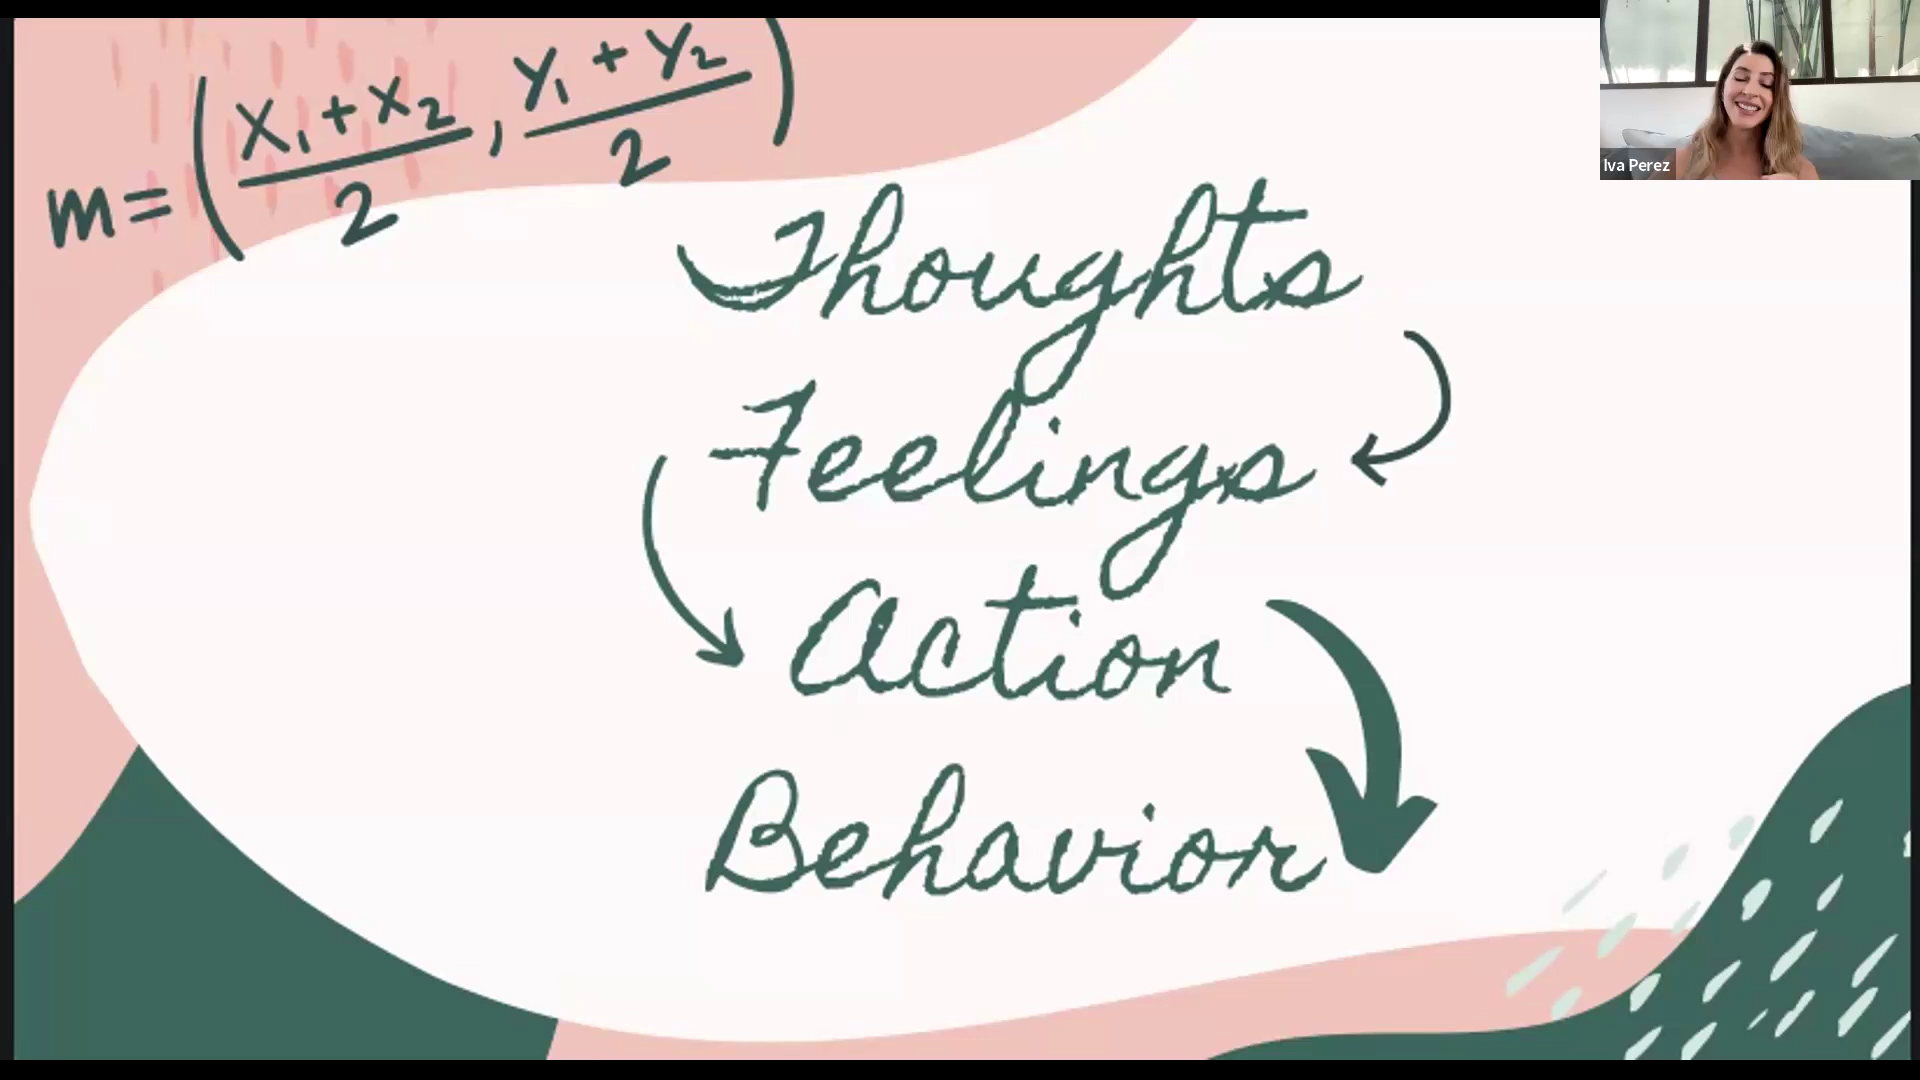 m=(X₁+X₂/2, Y₁+Y₂/2)
Iva Perez
Thoughts
Feelings
Action
Behavior